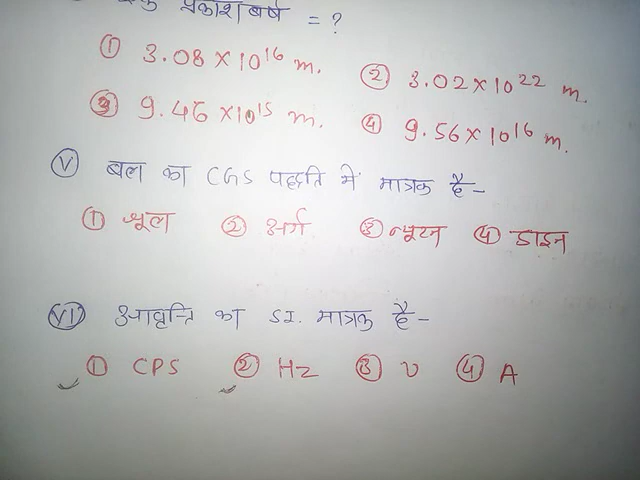 प्रकाश बर्ष = ?
① 3.08 × 10¹⁶ m. ② 3.02 × 10²² m.
③ 9.46 × 10¹⁵ m. ④ 9.56 × 10¹⁶ m.
Ⓥ बल का CGS पद्धति में मात्रक है –
① जूल ② अर्ग ③ न्यूटन ④ डाइन
(VI) आवृत्ति का S.I. मात्रक है –
① CPS ② Hz ③ υ ④ A